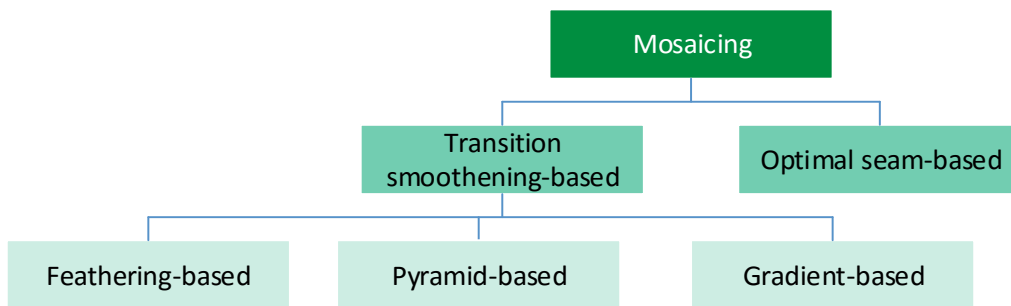 Mosaicing
Transition
smoothening-based
Optimal seam-based
Feathering-based
Pyramid-based
Gradient-based